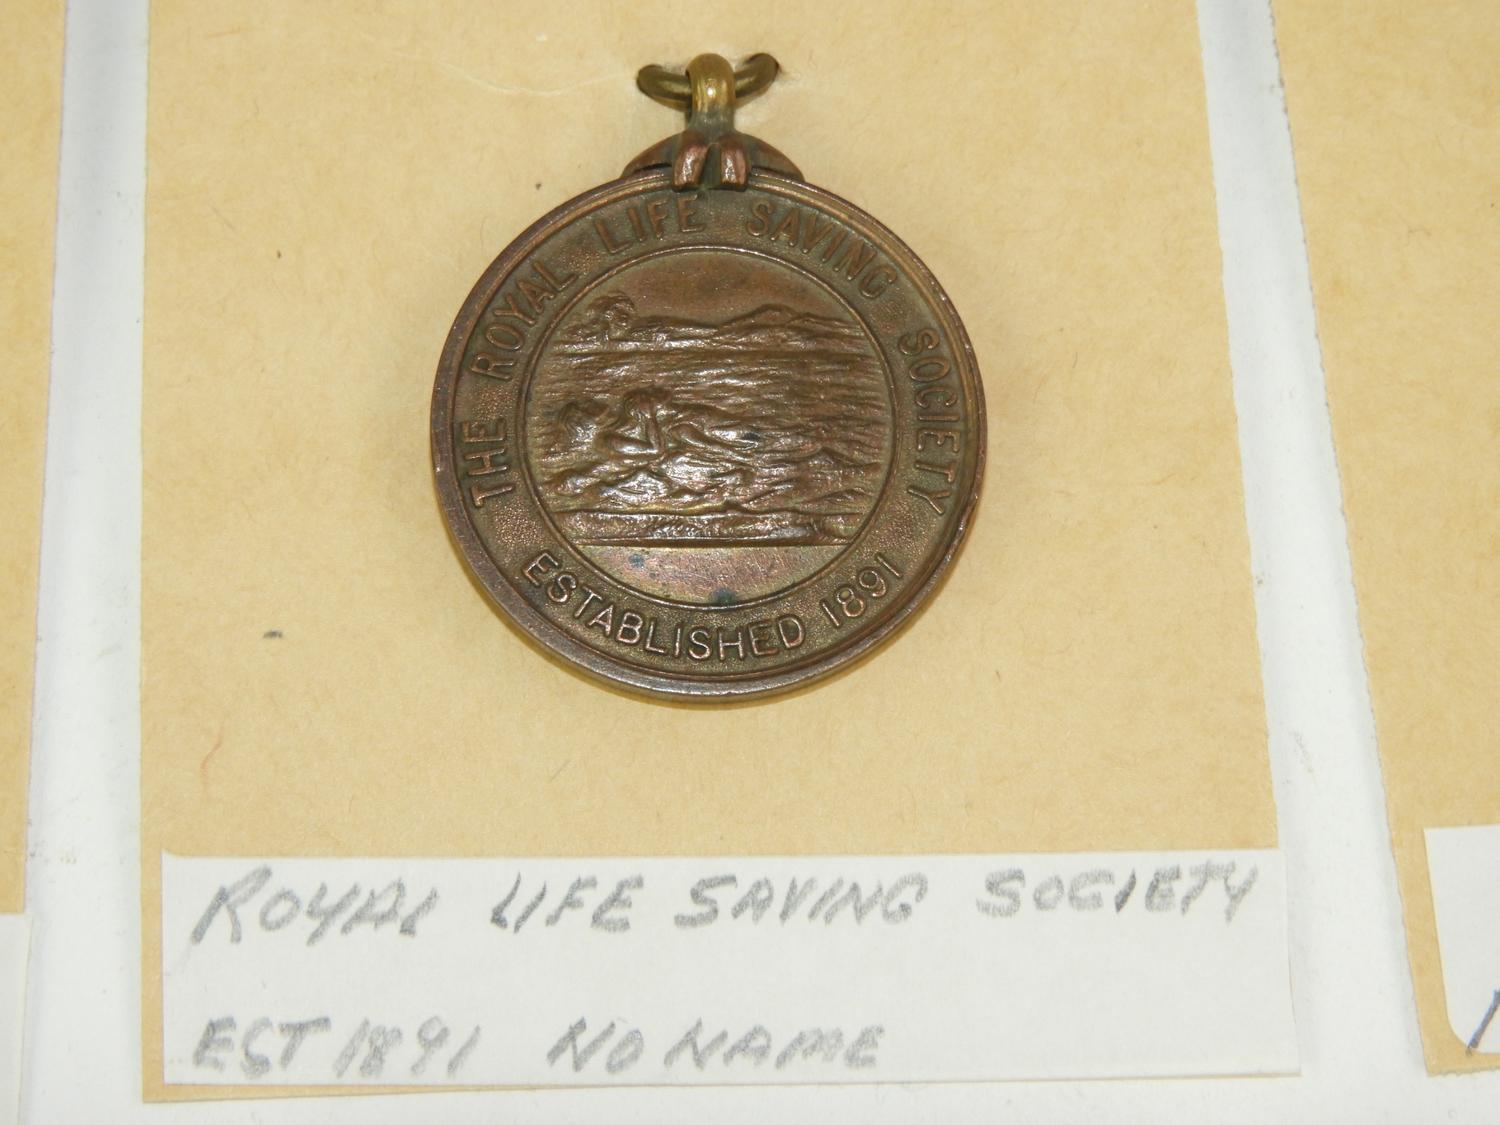 THE ROYAL LIFE SAVING SOCIETY
ESTABLISHED 1891
ROYAL LIFE SAVING SOCIETY
EST 1891 NO NAME